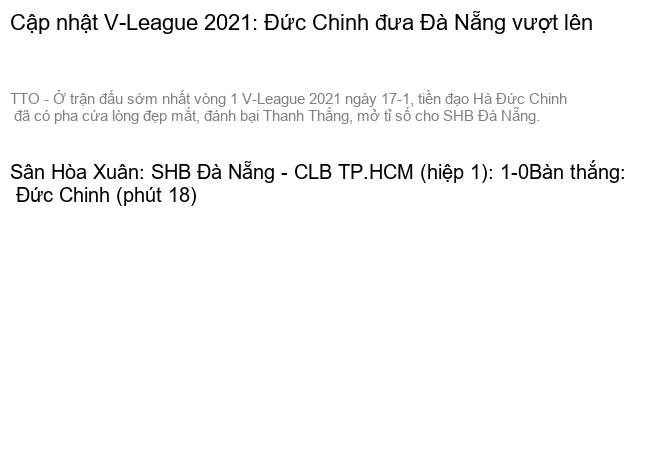 Cập nhật V-League 2021: Đức Chinh đưa Đà Nẵng vượt lên
TTO - Ở trận đấu sớm nhất vòng 1 V-League 2021 ngày 17-1, tiền đạo Hà Đức Chinh
đã có pha cứa lòng đẹp mắt, đánh bại Thanh Thắng, mở tỉ số cho SHB Đà Nẵng.
Sân Hòa Xuân: SHB Đà Nẵng - CLB TP.HCM (hiệp 1): 1-0Bàn thắng:
Đức Chinh (phút 18)